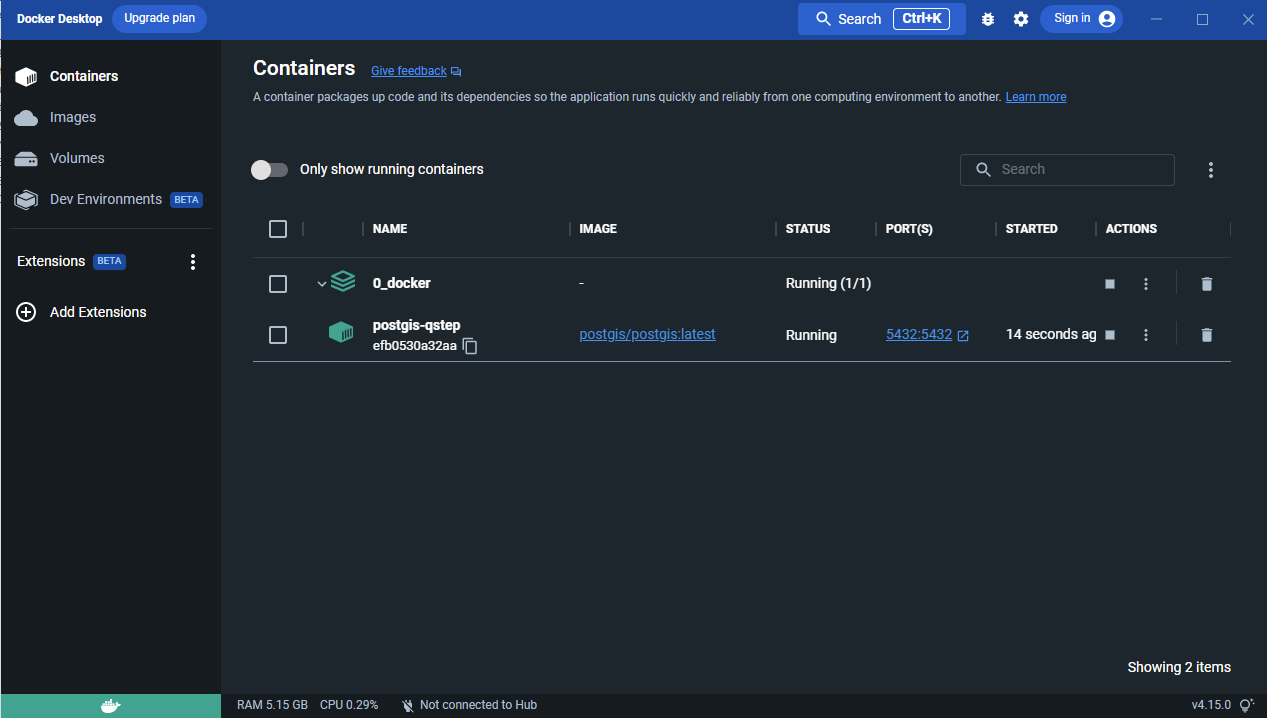 Docker Desktop Upgrade plan Search Ctrl+K Sign in
Containers
Images
Volumes
Dev Environments BETA
Extensions BETA
Add Extensions
Containers Give feedback
A container packages up code and its dependencies so the application runs quickly and reliably from one computing environment to another. Learn more
Only show running containers Search
NAME IMAGE STATUS PORT(S) STARTED ACTIONS
0_docker - Running (1/1)
postgis-qstep
efb0530a32aa postgis/postgis:latest Running 5432:5432 14 seconds ag
Showing 2 items
RAM 5.15 GB CPU 0.29% Not connected to Hub v4.15.0